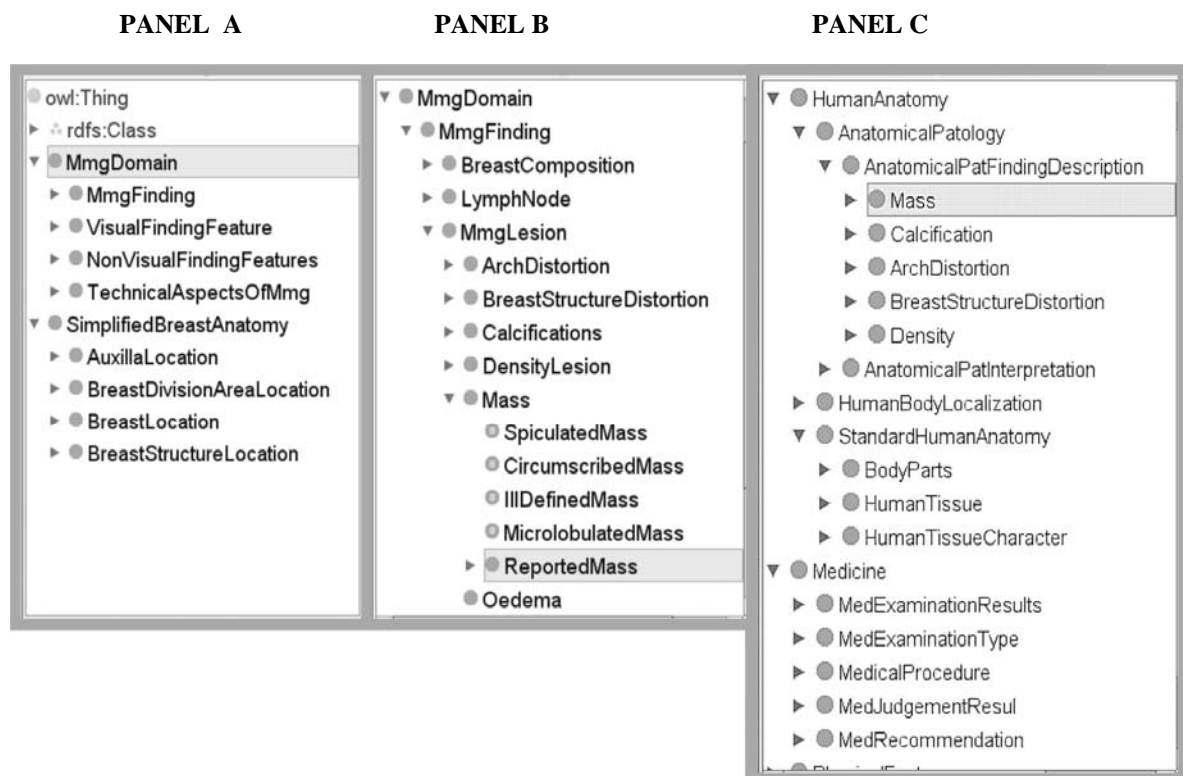 PANEL A
PANEL B
PANEL C
owl:Thing
rdfs:Class
MmgDomain
MmgFinding
VisualFindingFeature
NonVisualFindingFeatures
TechnicalAspectsOfMmg
SimplifiedBreastAnatomy
AuxillaLocation
BreastDivisionAreaLocation
BreastLocation
BreastStructureLocation
MmgDomain
MmgFinding
BreastComposition
LymphNode
MmgLesion
ArchDistortion
BreastStructureDistortion
Calcifications
DensityLesion
Mass
SpiculatedMass
CircumscribedMass
IllDefinedMass
MicrolobulatedMass
ReportedMass
Oedema
HumanAnatomy
AnatomicalPatology
AnatomicalPatFindingDescription
Mass
Calcification
ArchDistortion
BreastStructureDistortion
Density
AnatomicalPatInterpretation
HumanBodyLocalization
StandardHumanAnatomy
BodyParts
HumanTissue
HumanTissueCharacter
Medicine
MedExaminationResults
MedExaminationType
MedicalProcedure
MedJudgementResul
MedRecommendation